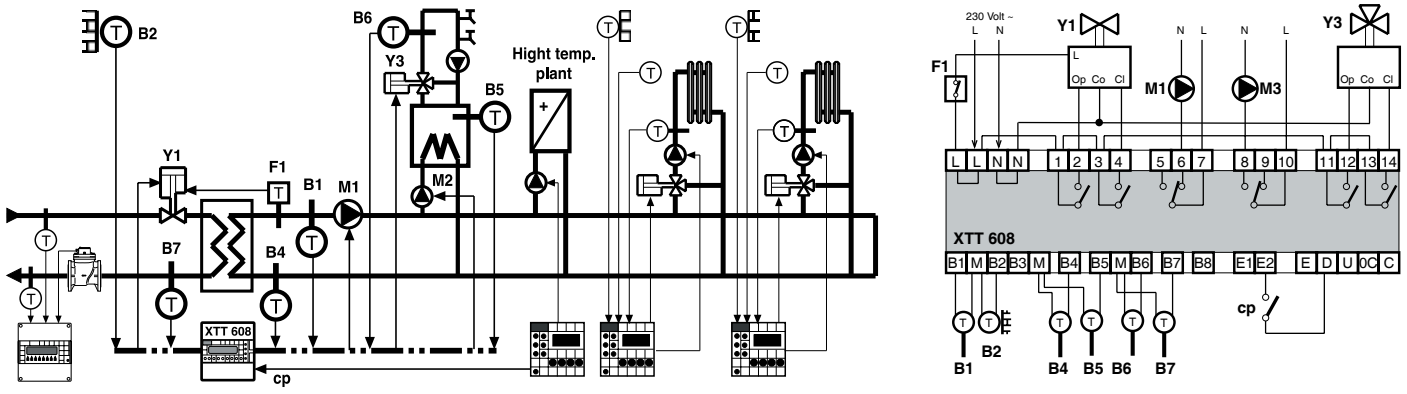 T B2
B6 T
Y3
Hight temp.
plant
+
-
B5
T
T
T
T
T
T
T
Y1
F1
T
B1
M1
M2
T
T
B7
B4
T
T
T
XTT 608
cp
230 Volt ~
L N
Y1
N L N L
Y3
L
Op Co Cl
Op Co Cl
F1
M1
M3
L L N N 1 2 3 4 5 6 7 8 9 10 11 12 13 14
XTT 608
B1 M B2 B3 M B4 B5 M B6 B7 B8 E1 E2 E D U 0C C
cp
T T T T T T
B1 B2 B4 B5 B6 B7